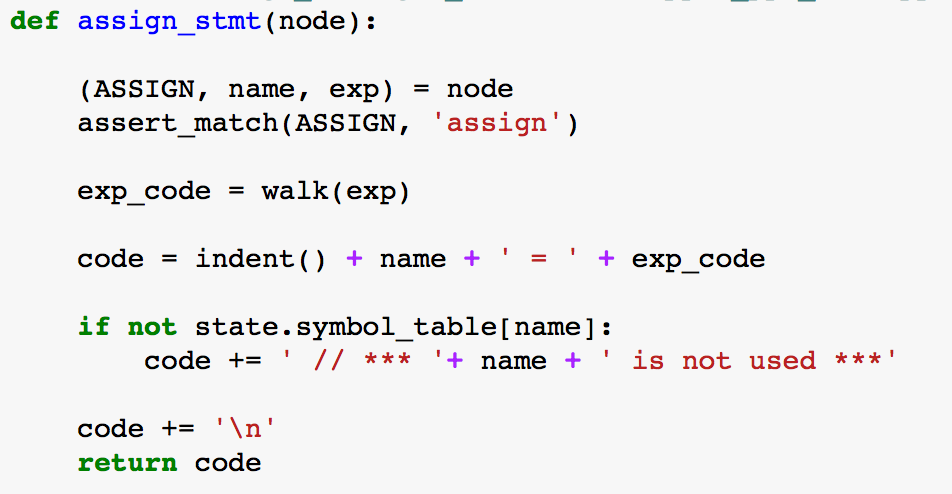 def assign_stmt(node):
(ASSIGN, name, exp) = node
assert_match(ASSIGN, 'assign')
exp_code = walk(exp)
code = indent() + name + ' = ' + exp_code
if not state.symbol_table[name]:
code += ' // *** '+ name + ' is not used ***'
code += '\n'
return code